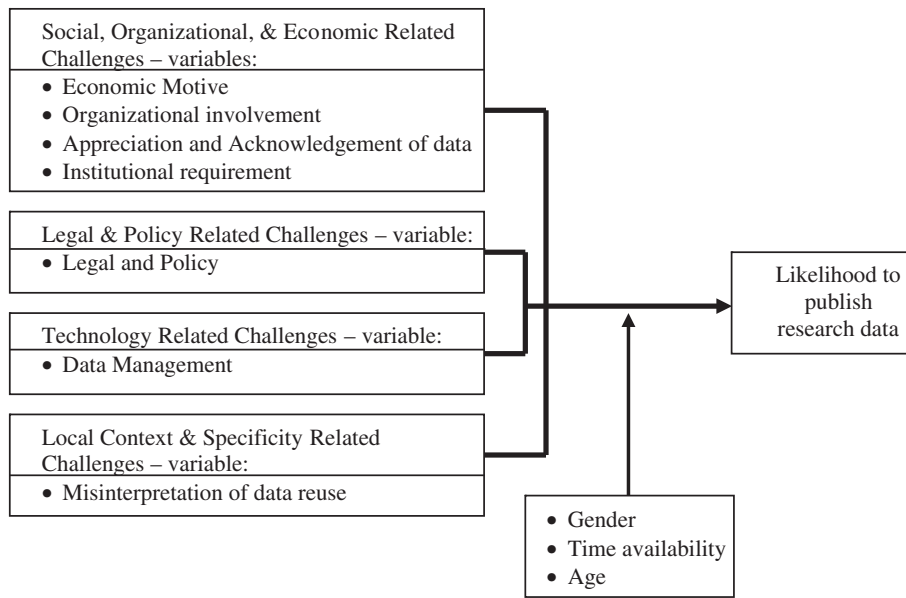 Social, Organizational, & Economic Related
Challenges – variables:
• Economic Motive
• Organizational involvement
• Appreciation and Acknowledgement of data
• Institutional requirement
Legal & Policy Related Challenges – variable:
• Legal and Policy
Technology Related Challenges – variable:
• Data Management
Local Context & Specificity Related
Challenges – variable:
• Misinterpretation of data reuse
Likelihood to
publish
research data
• Gender
• Time availability
• Age